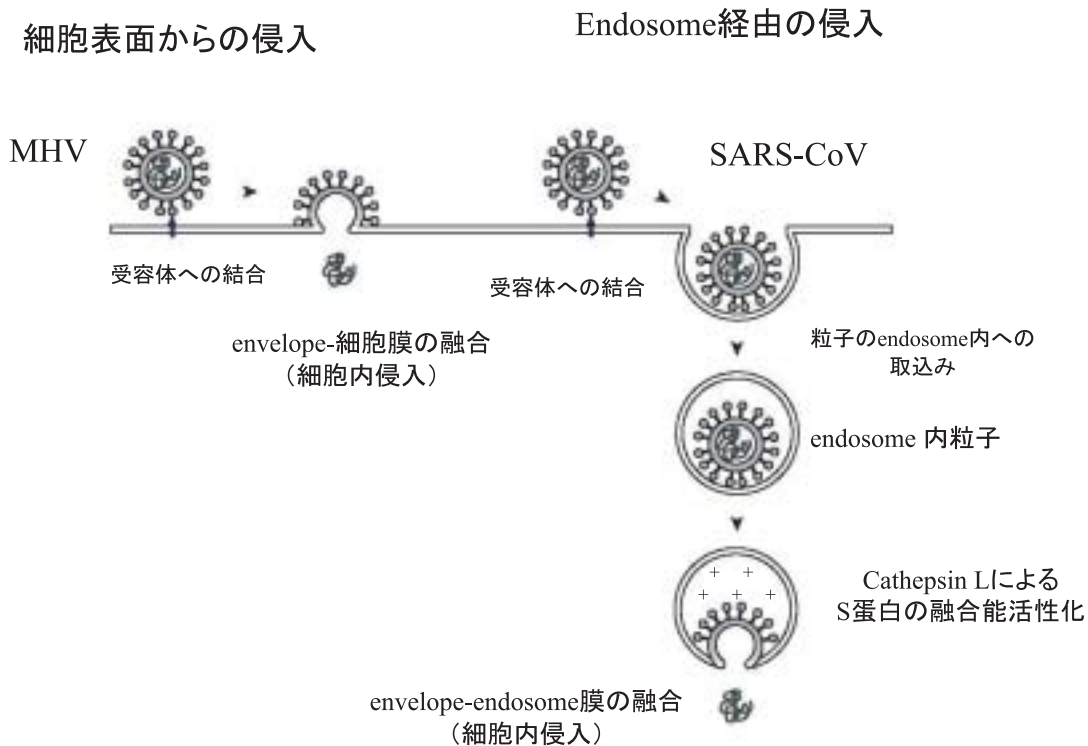 細胞表面からの侵入
Endosome経由の侵入
MHV
SARS-CoV
受容体への結合
受容体への結合
envelope-細胞膜の融合
（細胞内侵入）
粒子のendosome内への
取込み
endosome 内粒子
+ +
+ + +
Cathepsin Lによる
S蛋白の融合能活性化
envelope-endosome膜の融合
（細胞内侵入）